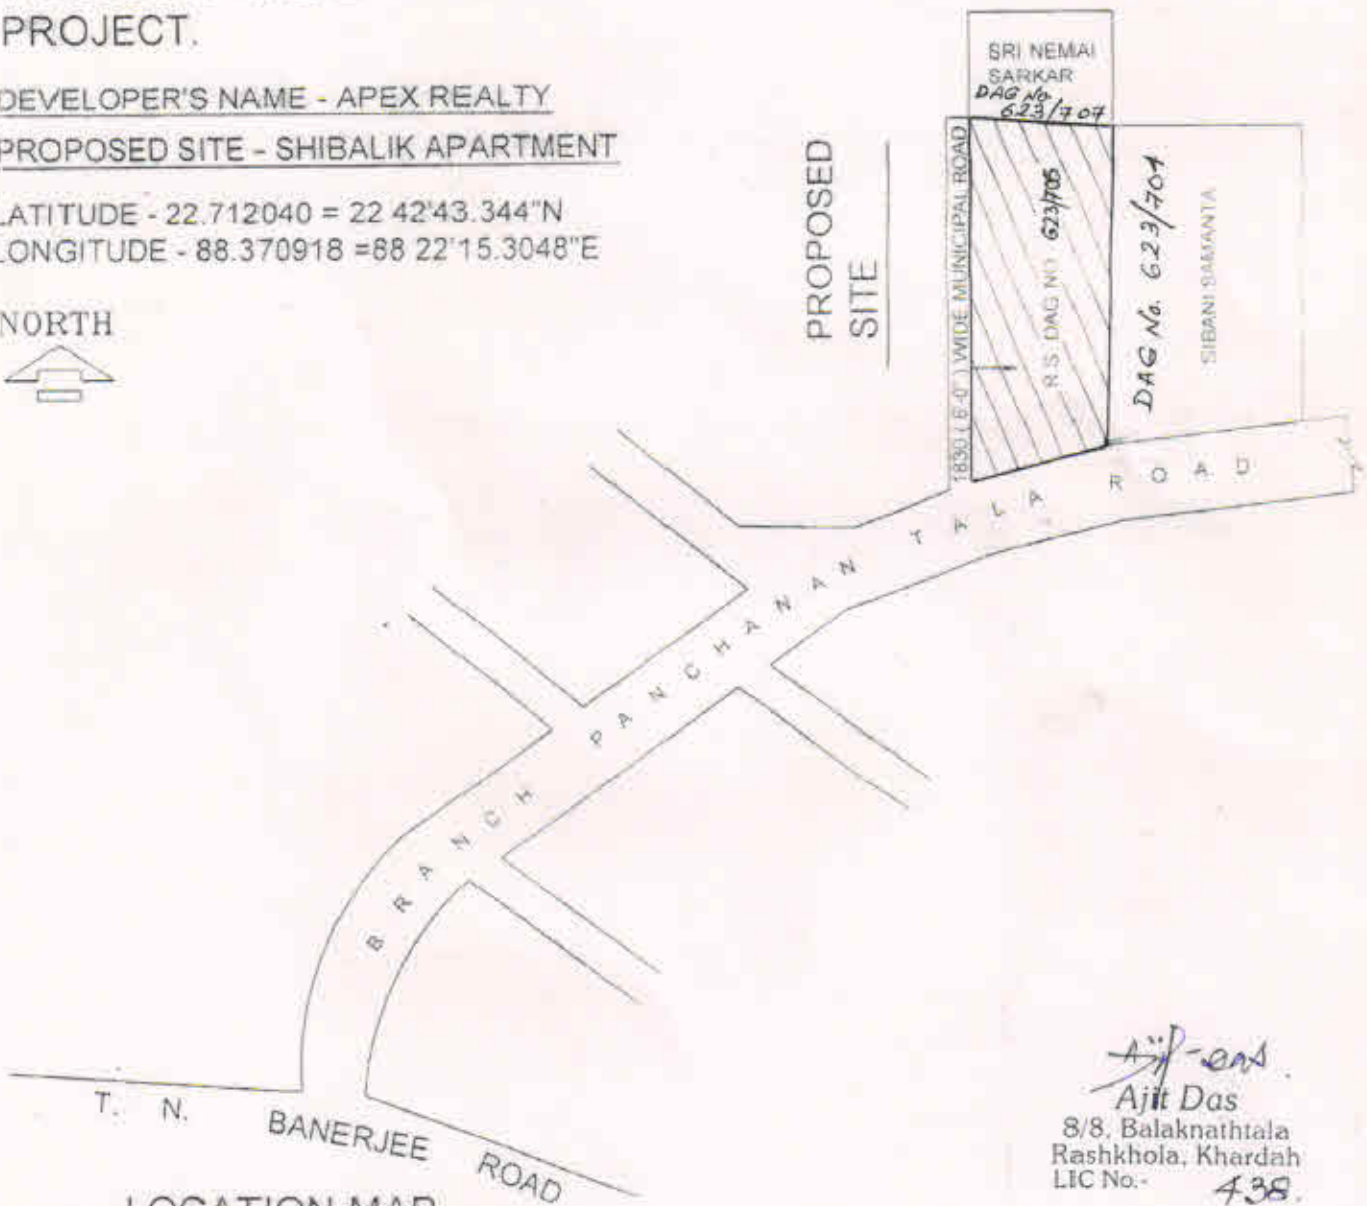 PROJECT.
DEVELOPER'S NAME - APEX REALTY
PROPOSED SITE - SHIBALIK APARTMENT
LATITUDE - 22.712040 = 22 42'43.344"N
LONGITUDE - 88.370918 =88 22'15.3048"E
NORTH
SRI NEMAI
SARKAR
DAG No.
623/707
PROPOSED
SITE
1830 ( 6'-0" ) WIDE MUNICIPAL ROAD
R.S. DAG NO 623/705
DAG No. 623/704
SIBANI SAMANTA
BRANCH PANCHANAN TALA ROAD
T. N. BANERJEE ROAD
LOCATION MAP
Ajit Das
8/8, Balaknathtala
Rashkhola, Khardah
LIC No.- 438.